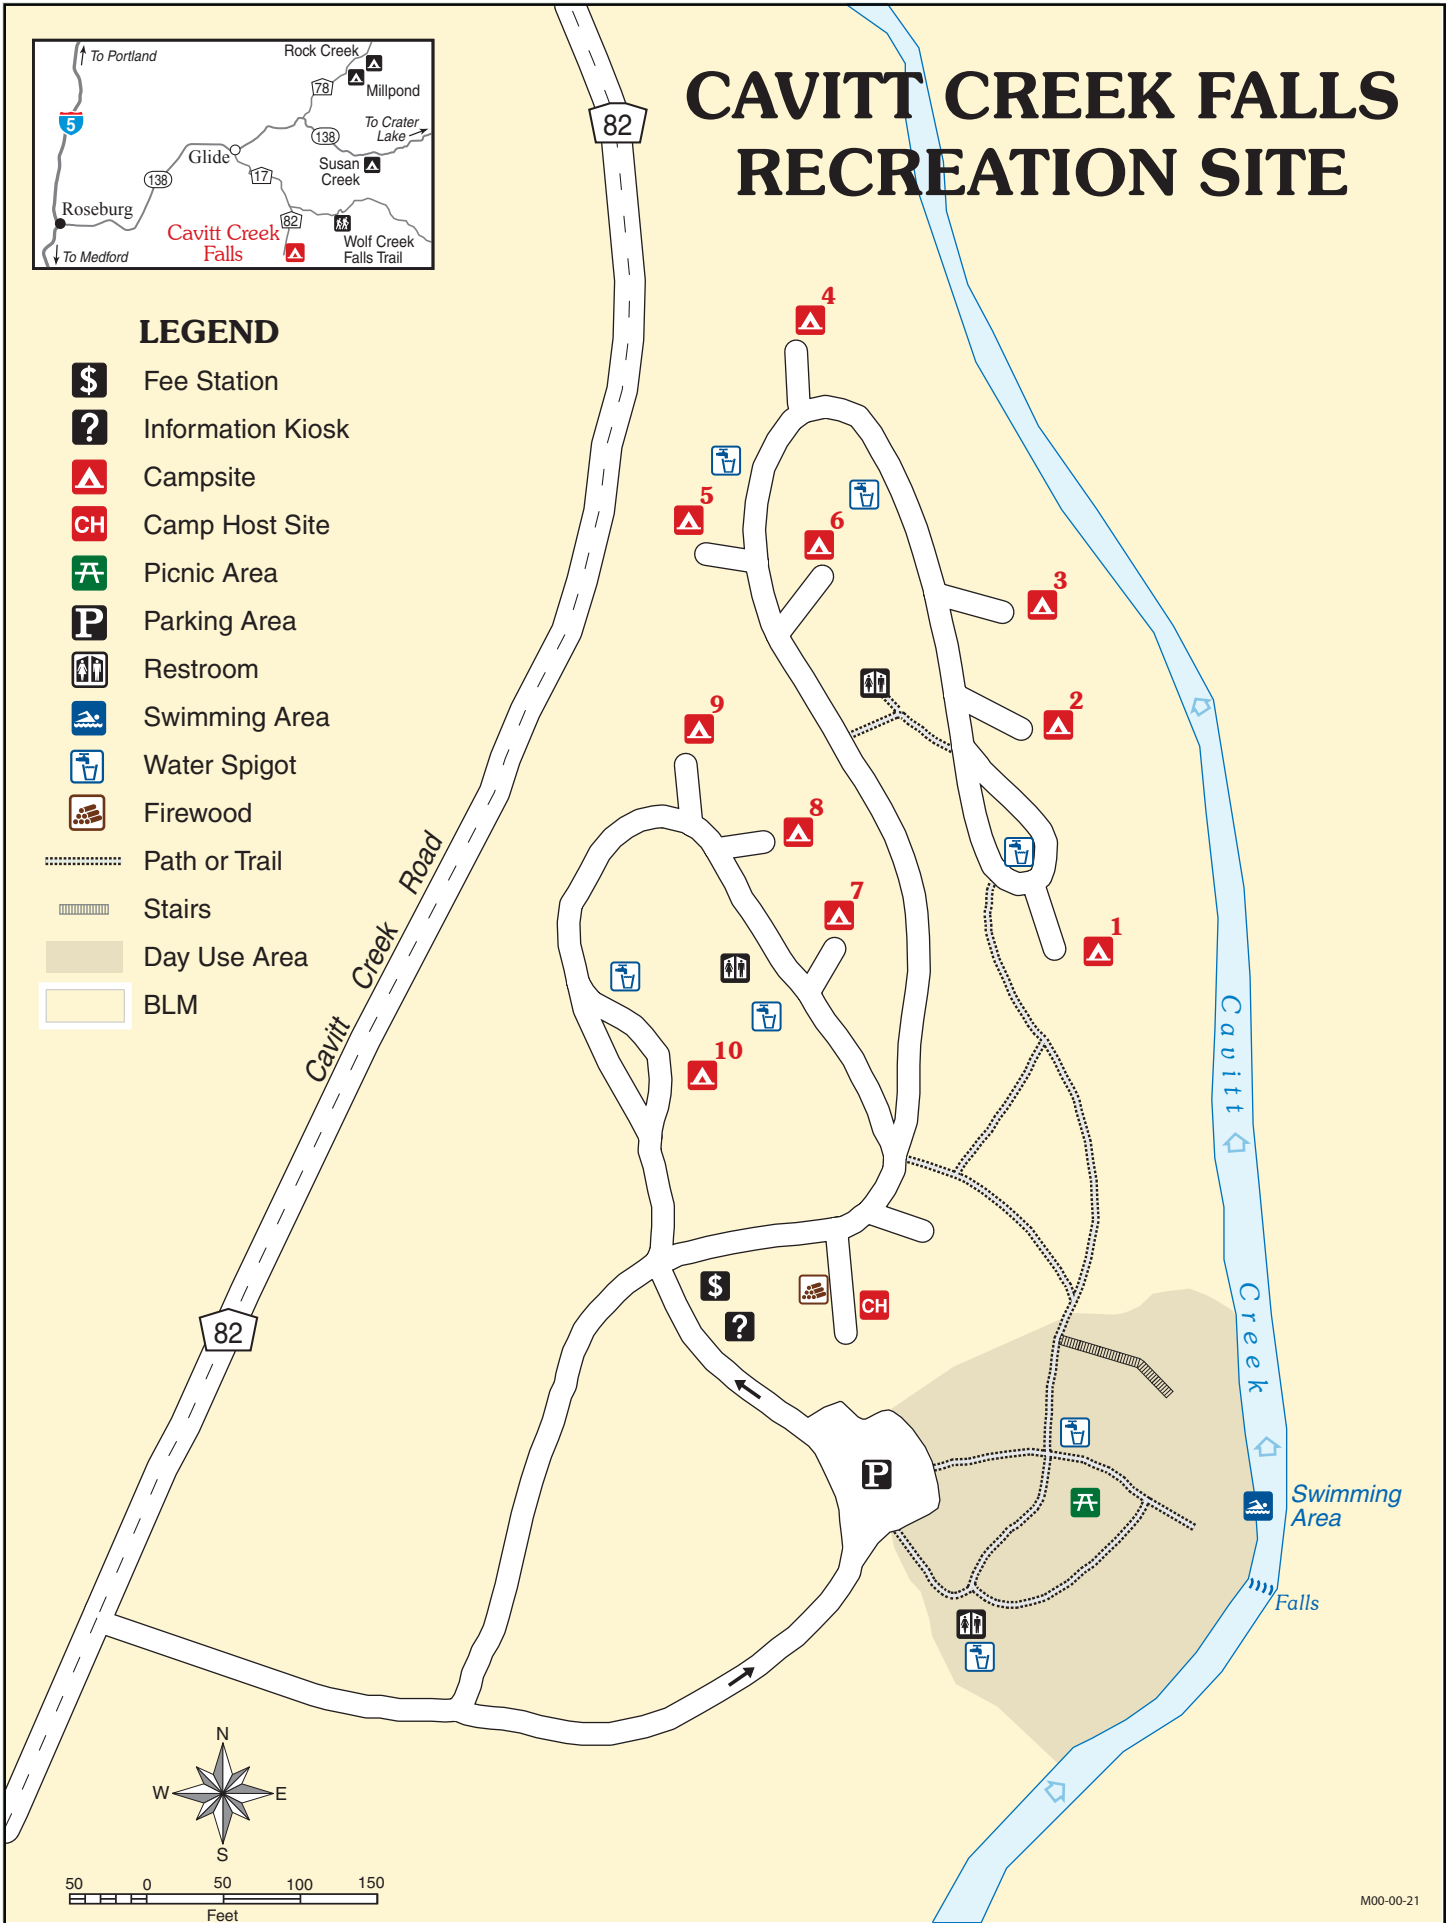 CAVITT CREEK FALLS
RECREATION SITE
To Portland
5
Rock Creek
Millpond
78
138
To Crater
Lake
Glide
Susan
Creek
17
138
Roseburg
82
Cavitt Creek
Falls
Wolf Creek
Falls Trail
To Medford
LEGEND
$ Fee Station
? Information Kiosk
Campsite
CH Camp Host Site
Picnic Area
P Parking Area
Restroom
Swimming Area
Water Spigot
Firewood
Path or Trail
Stairs
Day Use Area
BLM
82
4
5
6
3
2
9
8
7
1
10
Cavitt Creek Road
Cavitt Creek
$
?
CH
82
P
Swimming
Area
Falls
N
W E
S
50 0 50 100 150
Feet
M00-00-21